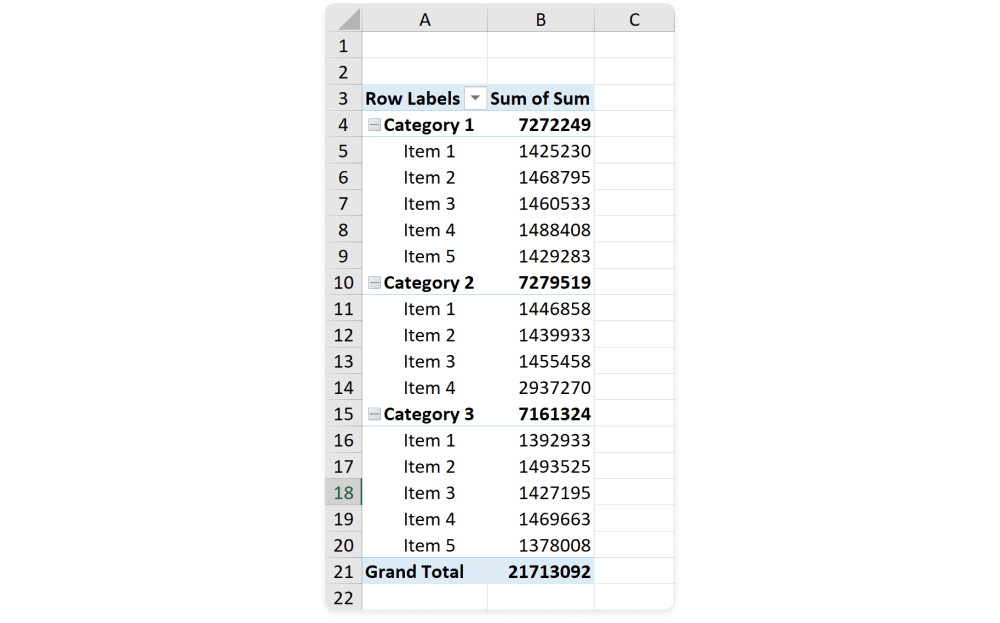 A B C
1
2
3 Row Labels Sum of Sum
4 Category 1 7272249
5 Item 1 1425230
6 Item 2 1468795
7 Item 3 1460533
8 Item 4 1488408
9 Item 5 1429283
10 Category 2 7279519
11 Item 1 1446858
12 Item 2 1439933
13 Item 3 1455458
14 Item 4 2937270
15 Category 3 7161324
16 Item 1 1392933
17 Item 2 1493525
18 Item 3 1427195
19 Item 4 1469663
20 Item 5 1378008
21 Grand Total 21713092
22